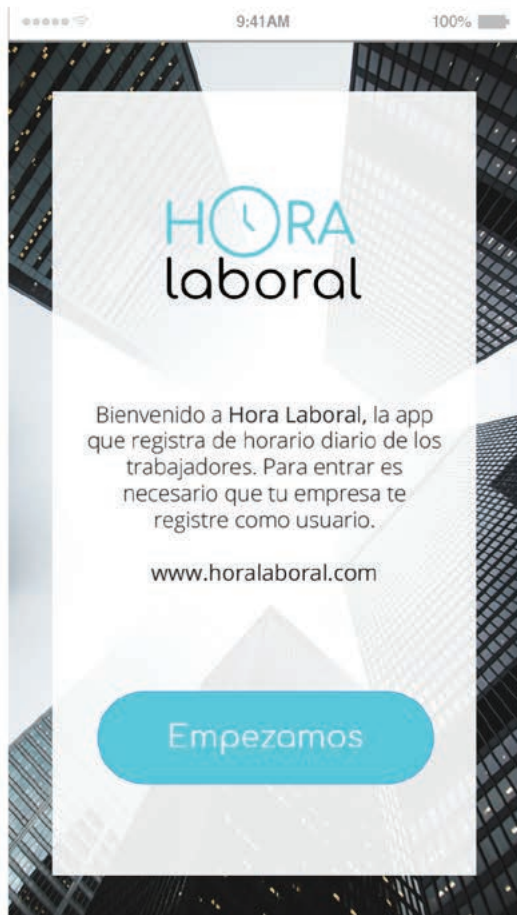 9:41AM
100%
HORA
laboral
Bienvenido a Hora Laboral, la app
que registra de horario diario de los
trabajadores. Para entrar es
necesario que tu empresa te
registre como usuario.
www.horalaboral.com
Empezamos